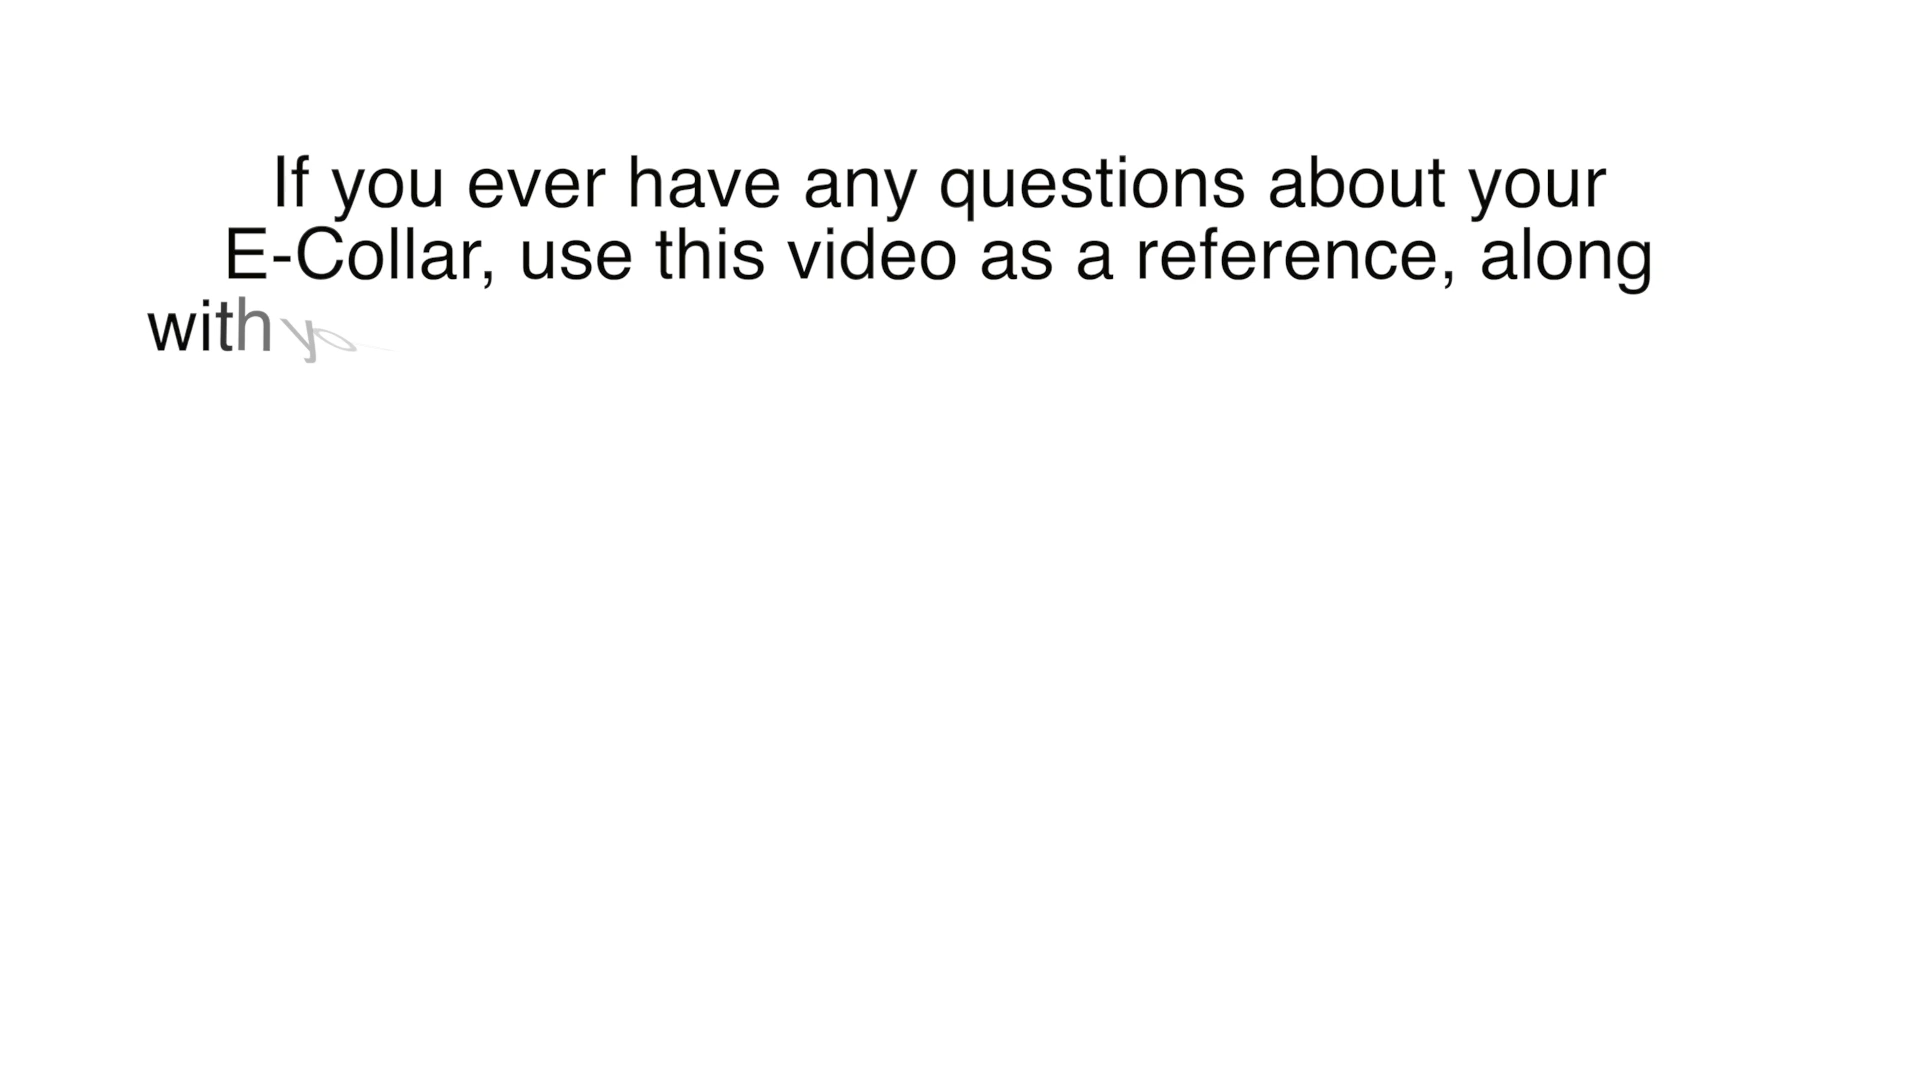 If you ever have any questions about your
E-Collar, use this video as a reference, along
with